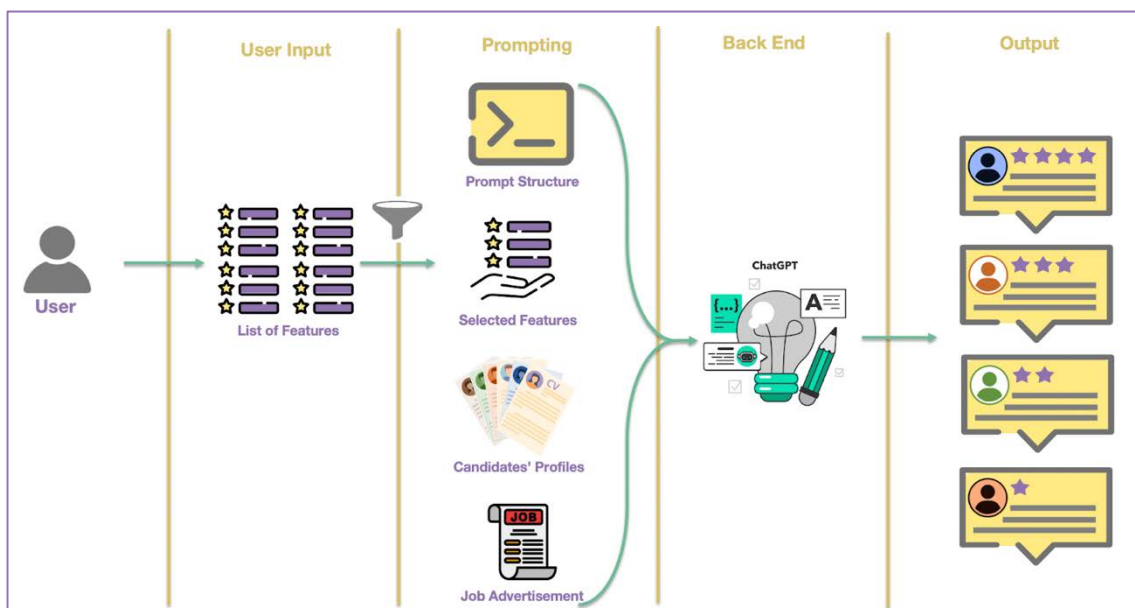 User Input
Prompting
Back End
Output
User
List of Features
>_
Prompt Structure
Selected Features
CV
Candidates' Profiles
JOB
Job Advertisement
ChatGPT
{...}
A